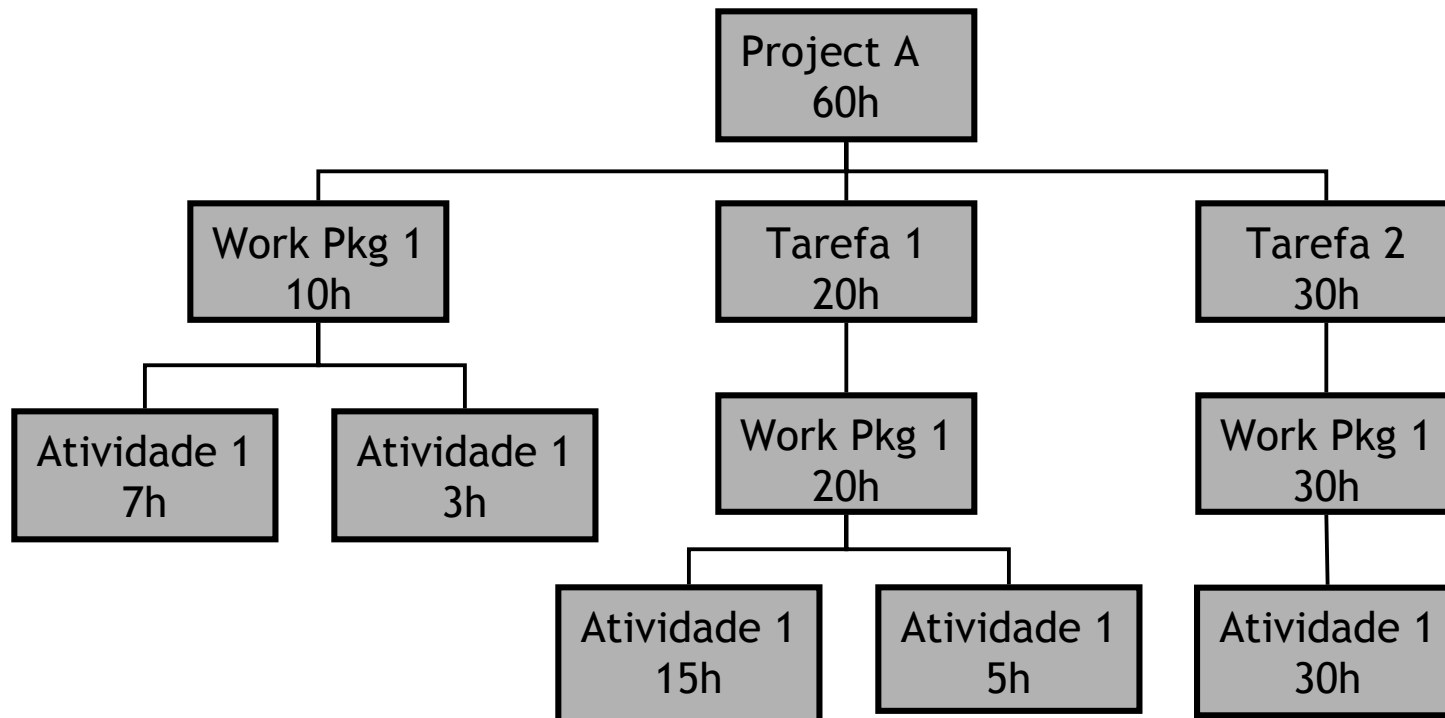 Project A
60h
Work Pkg 1
10h
Tarefa 1
20h
Tarefa 2
30h
Atividade 1
7h
Atividade 1
3h
Work Pkg 1
20h
Work Pkg 1
30h
Atividade 1
15h
Atividade 1
5h
Atividade 1
30h